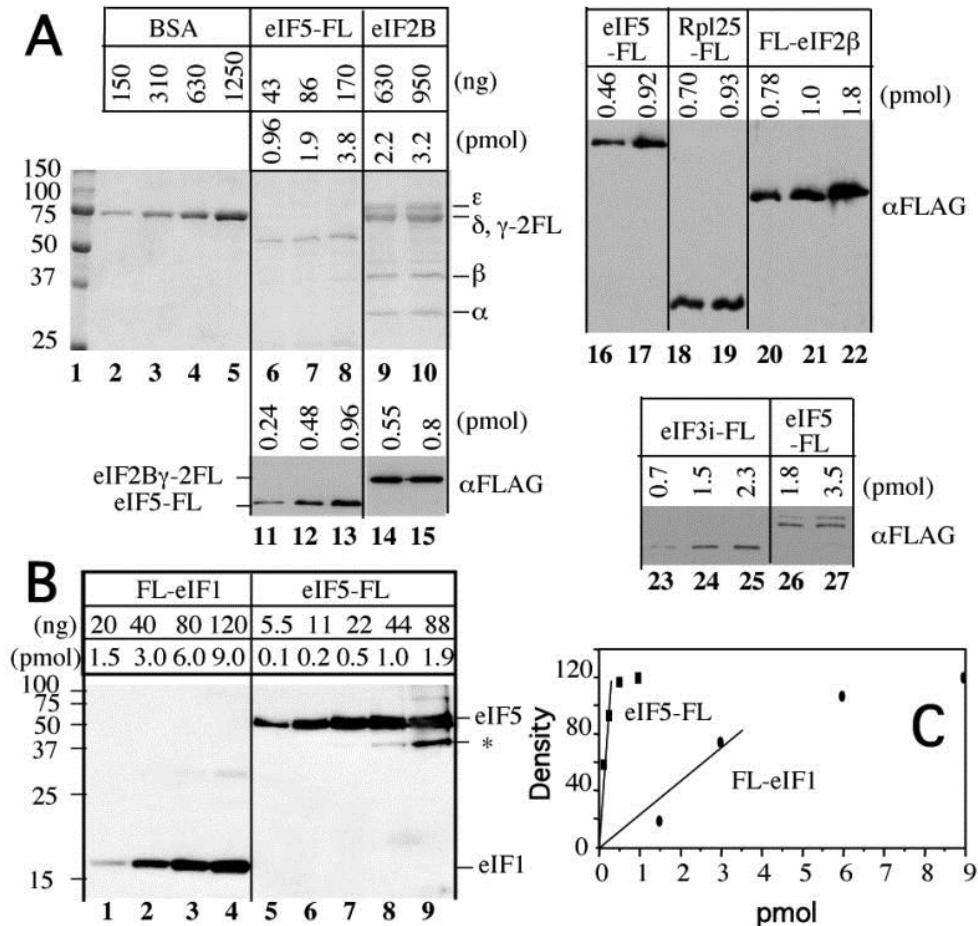 A
BSA eIF5-FL eIF2B
150 310 630 1250 43 86 170 630 950 (ng)
0.96 1.9 3.8 2.2 3.2 (pmol)
150
100
75
50
37
25
ε
δ, γ-2FL
β
α
1 2 3 4 5 6 7 8 9 10
0.24 0.48 0.96 0.55 0.8 (pmol)
eIF2Bγ-2FL
eIF5-FL
αFLAG
11 12 13 14 15
eIF5 Rpl25 FL-eIF2β
-FL -FL
0.46 0.92 0.70 0.93 0.78 1.0 1.8 (pmol)
αFLAG
16 17 18 19 20 21 22
eIF3i-FL eIF5
-FL
0.7 1.5 2.3 1.8 3.5 (pmol)
αFLAG
23 24 25 26 27
B
FL-eIF1 eIF5-FL
(ng) 20 40 80 120 5.5 11 22 44 88
(pmol) 1.5 3.0 6.0 9.0 0.1 0.2 0.5 1.0 1.9
100
75
50
37
25
15
eIF5
*
eIF1
1 2 3 4 5 6 7 8 9
C
Density
120
80
40
0
eIF5-FL
FL-eIF1
0 1 2 3 4 5 6 7 8 9
pmol